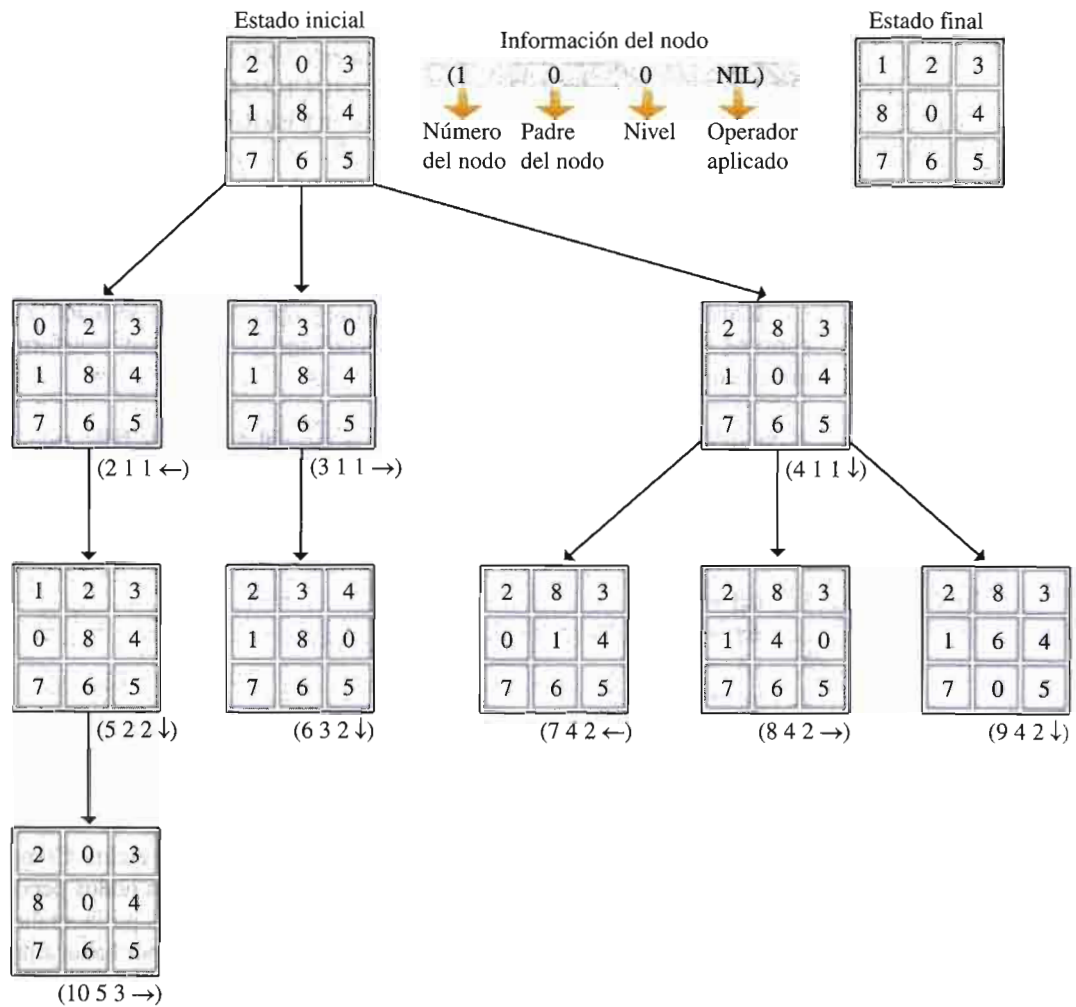 Estado inicial
2 0 3
1 8 4
7 6 5
Información del nodo
(1 0 0 NIL)
Número del nodo
Padre del nodo
Nivel
Operador aplicado
Estado final
1 2 3
8 0 4
7 6 5
0 2 3
1 8 4
7 6 5
(2 1 1 ←)
2 3 0
1 8 4
7 6 5
(3 1 1 →)
2 8 3
1 0 4
7 6 5
(4 1 1 ↓)
1 2 3
0 8 4
7 6 5
(5 2 2 ↓)
2 3 4
1 8 0
7 6 5
(6 3 2 ↓)
2 8 3
0 1 4
7 6 5
(7 4 2 ←)
2 8 3
1 4 0
7 6 5
(8 4 2 →)
2 8 3
1 6 4
7 0 5
(9 4 2 ↓)
2 0 3
8 0 4
7 6 5
(10 5 3 →)